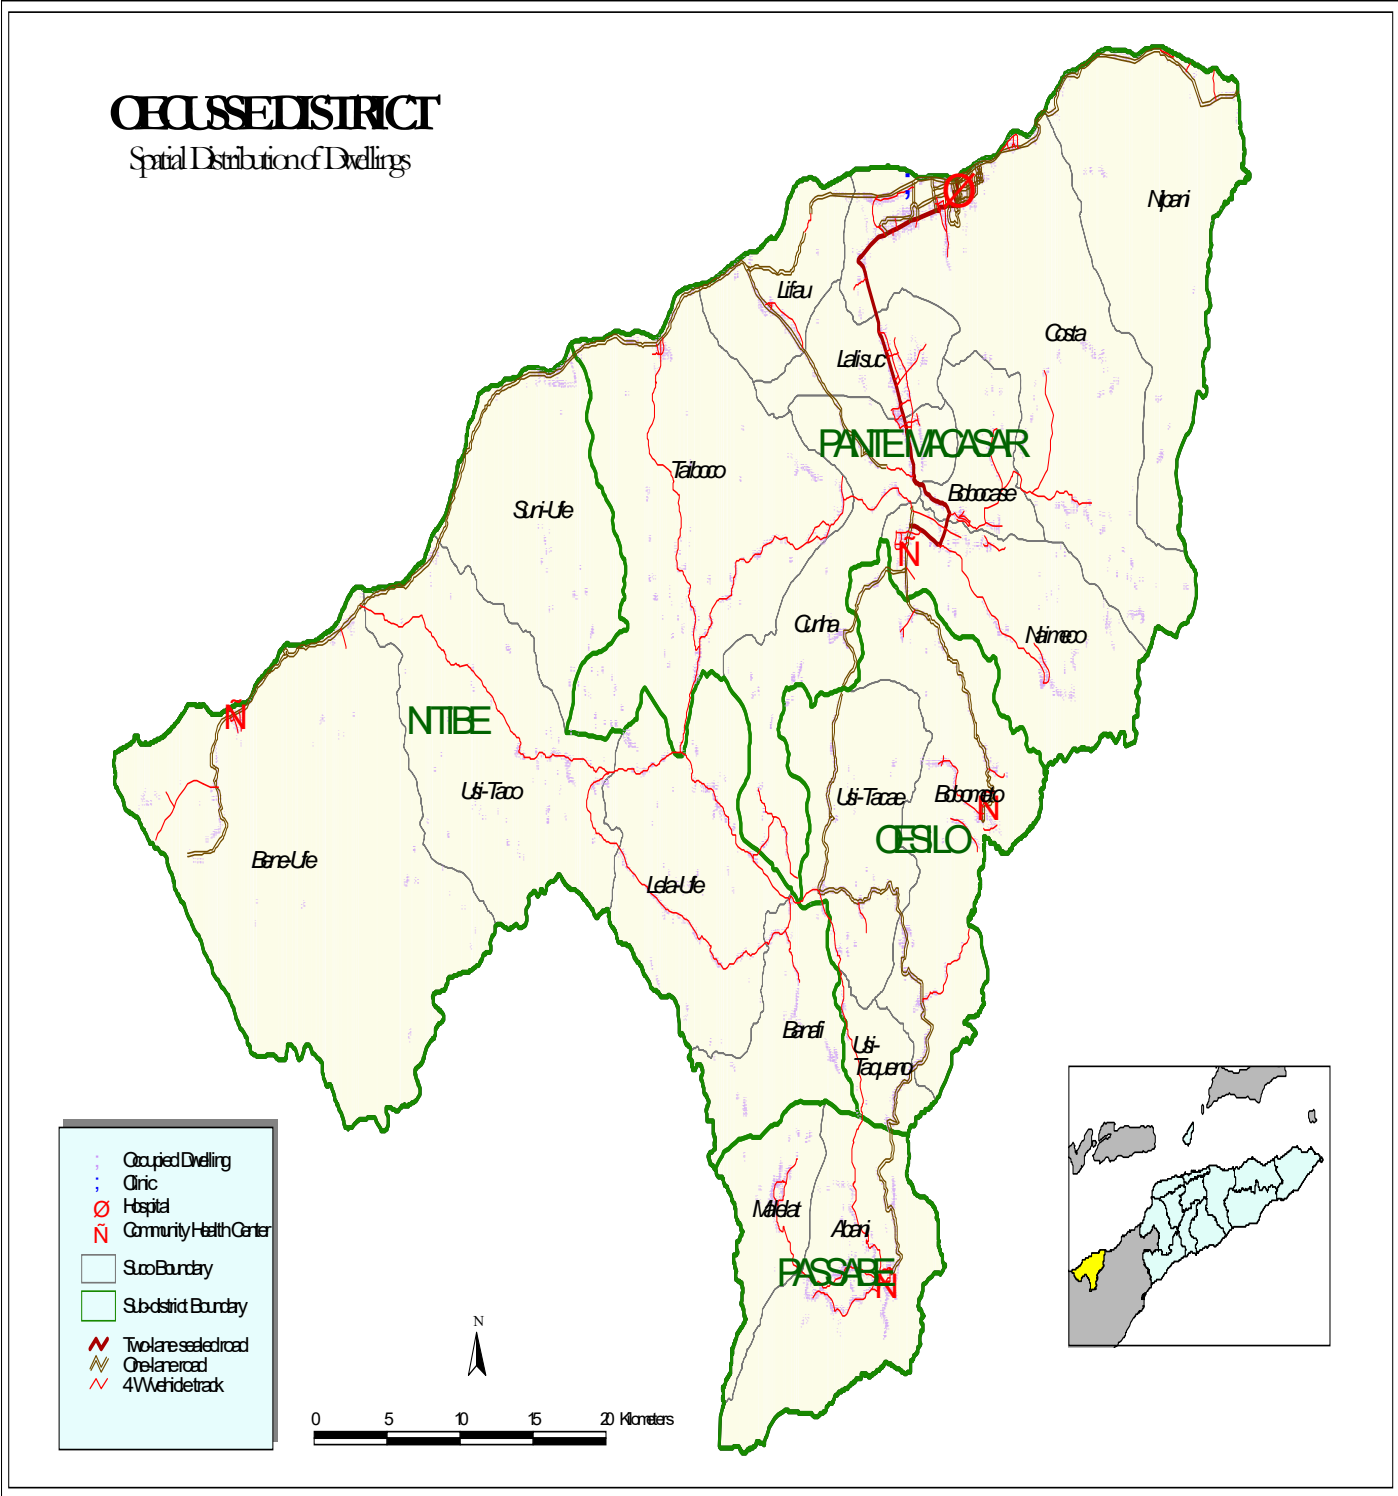 OECUSSE DISTRICT
Spatial Distribution of Dwellings
Nipani
Lifau
Costa
Lalisuc
PANTE MACASAR
Taiboco
Bobocase
Suni-Ufe
Cunha
Naimeco
NITIBE
Usi-Taco
Usi-Tacae
Bobometo
OESILO
Bene-Ufe
Lela-Ufe
Banafi
Usi-
Taqueno
Malelat
Abani
PASSABE
Ñ
Ñ
Ñ
Ñ
Occupied Dwelling
; Clinic
Ø Hospital
Ñ Community Health Center
Suco Boundary
Sub-district Boundary
Two-lane sealed road
One-lane road
4WV vehicle track
N
0 5 10 15 20 Kilometers